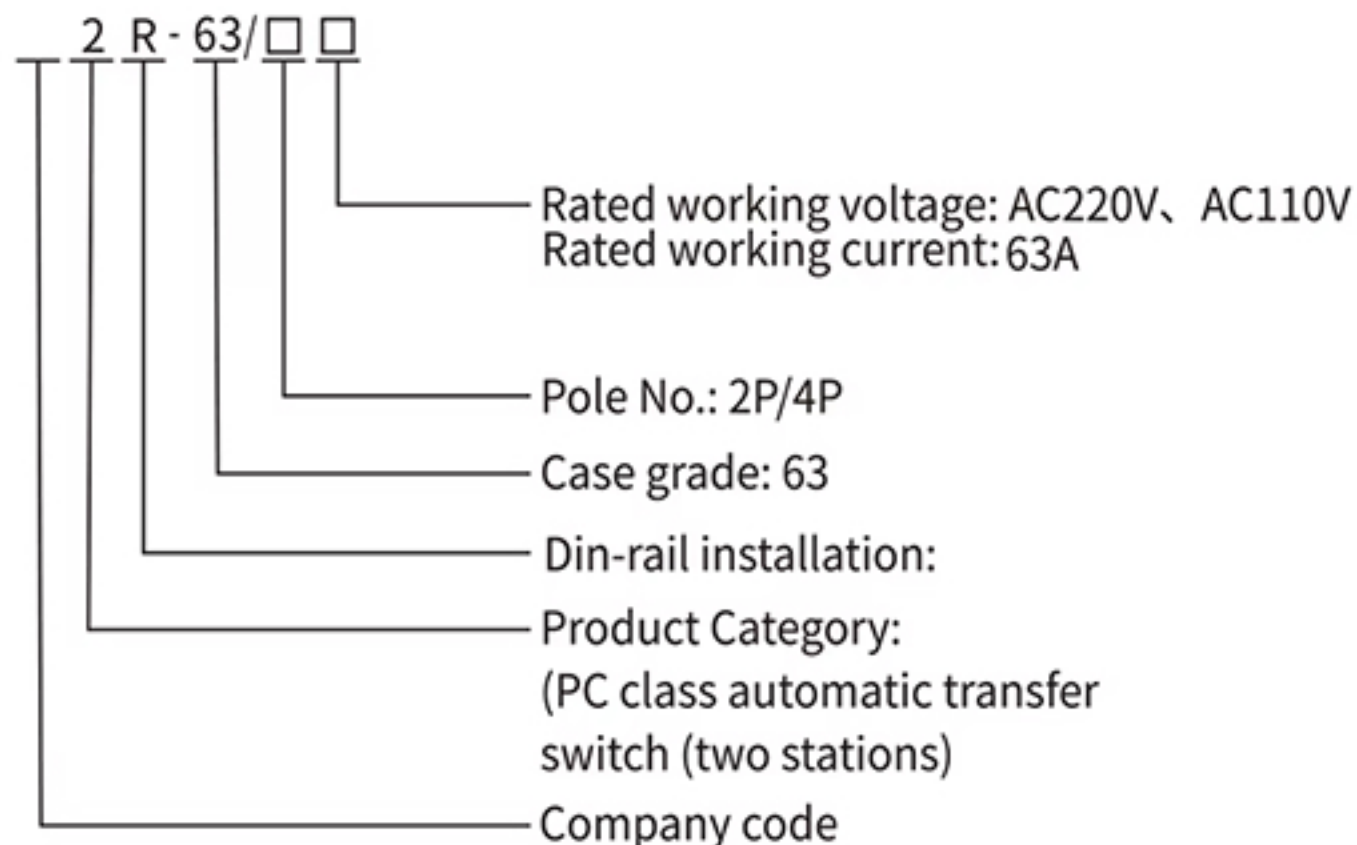 2 R - 63/□ □
Rated working voltage: AC220V、AC110V
Rated working current:63A
Pole No.: 2P/4P
Case grade: 63
Din-rail installation:
Product Category:
(PC class automatic transfer
switch (two stations)
Company code